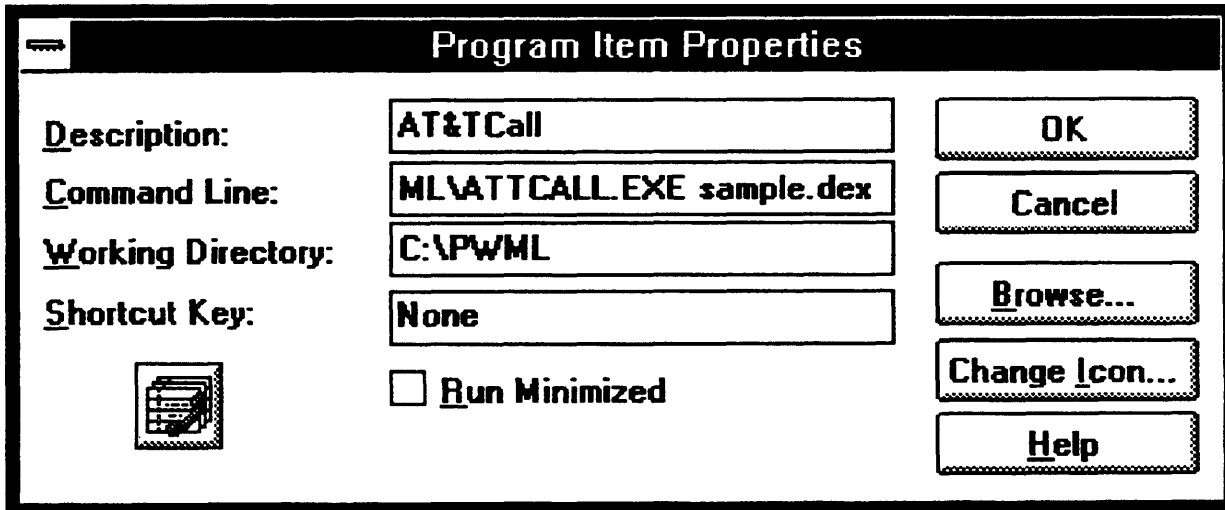 Program Item Properties
Description: AT&TCall OK
Command Line: ML\ATTCALL.EXE sample.dex Cancel
Working Directory: C:\PWML
Browse...
Shortcut Key: None
Change Icon...
Run Minimized
Help